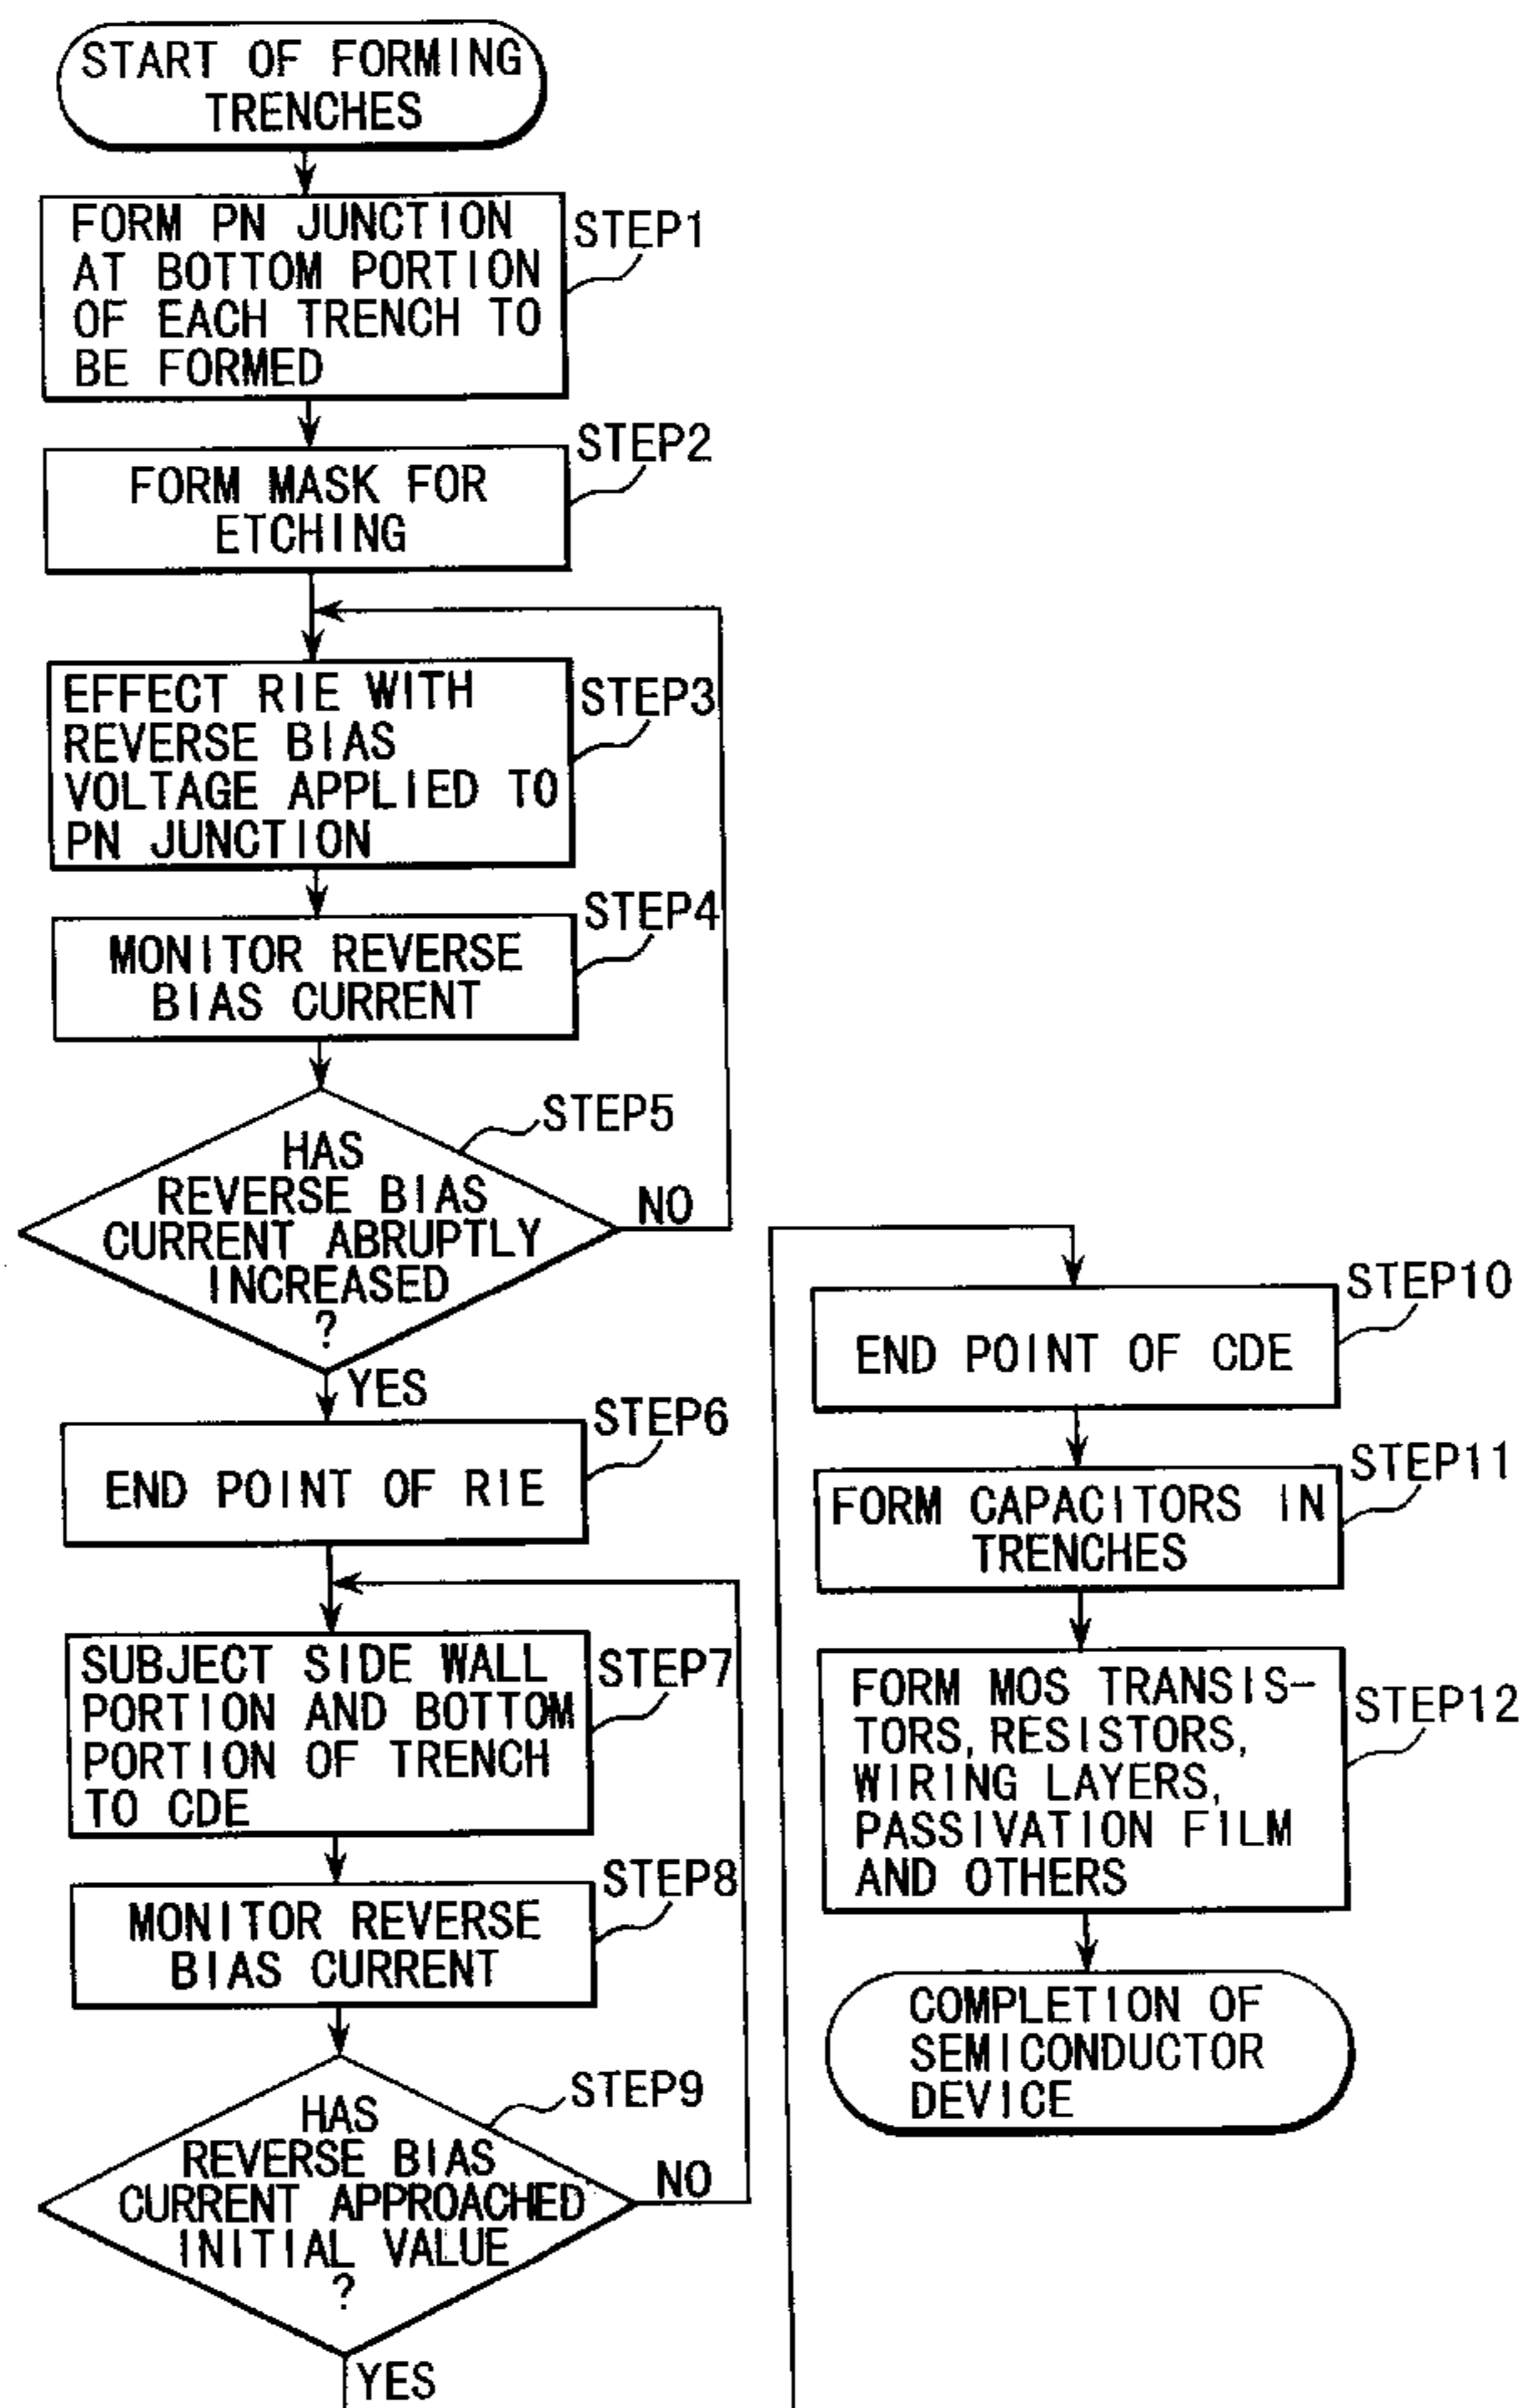 START OF FORMING
TRENCHES
FORM PN JUNCTION
AT BOTTOM PORTION
OF EACH TRENCH TO
BE FORMED
STEP1
FORM MASK FOR
ETCHING
STEP2
EFFECT RIE WITH
REVERSE BIAS
VOLTAGE APPLIED TO
PN JUNCTION
STEP3
MONITOR REVERSE
BIAS CURRENT
STEP4
HAS
REVERSE BIAS
CURRENT ABRUPTLY
INCREASED
?
STEP5
NO
YES
END POINT OF RIE
STEP6
SUBJECT SIDE WALL
PORTION AND BOTTOM
PORTION OF TRENCH
TO CDE
STEP7
MONITOR REVERSE
BIAS CURRENT
STEP8
HAS
REVERSE BIAS
CURRENT APPROACHED
INITIAL VALUE
?
STEP9
NO
YES
END POINT OF CDE
STEP10
FORM CAPACITORS IN
TRENCHES
STEP11
FORM MOS TRANSIS-
TORS, RESISTORS,
WIRING LAYERS,
PASSIVATION FILM
AND OTHERS
STEP12
COMPLETION OF
SEMICONDUCTOR
DEVICE